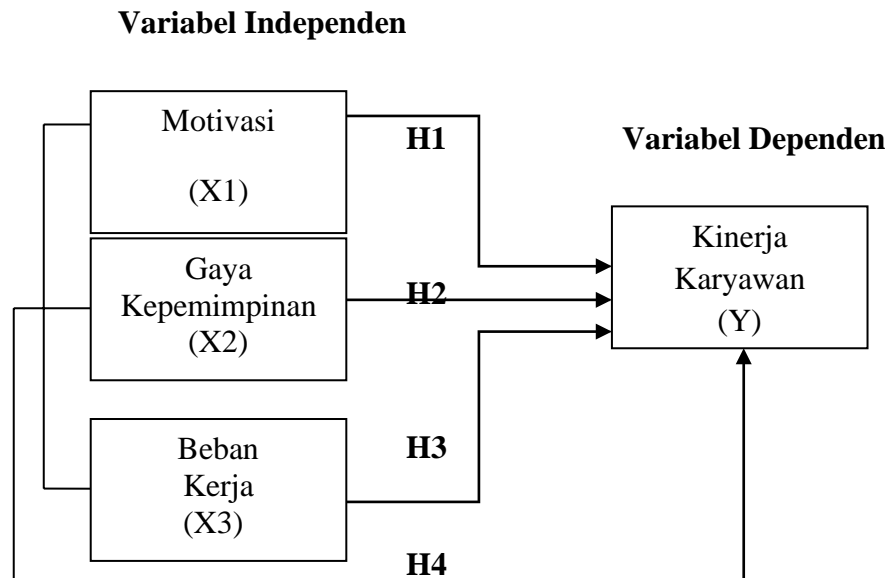 Variabel Independen
Motivasi
(X1)
H1
Variabel Dependen
Gaya
Kepemimpinan
(X2)
H2
Kinerja
Karyawan
(Y)
Beban
Kerja
(X3)
H3
H4